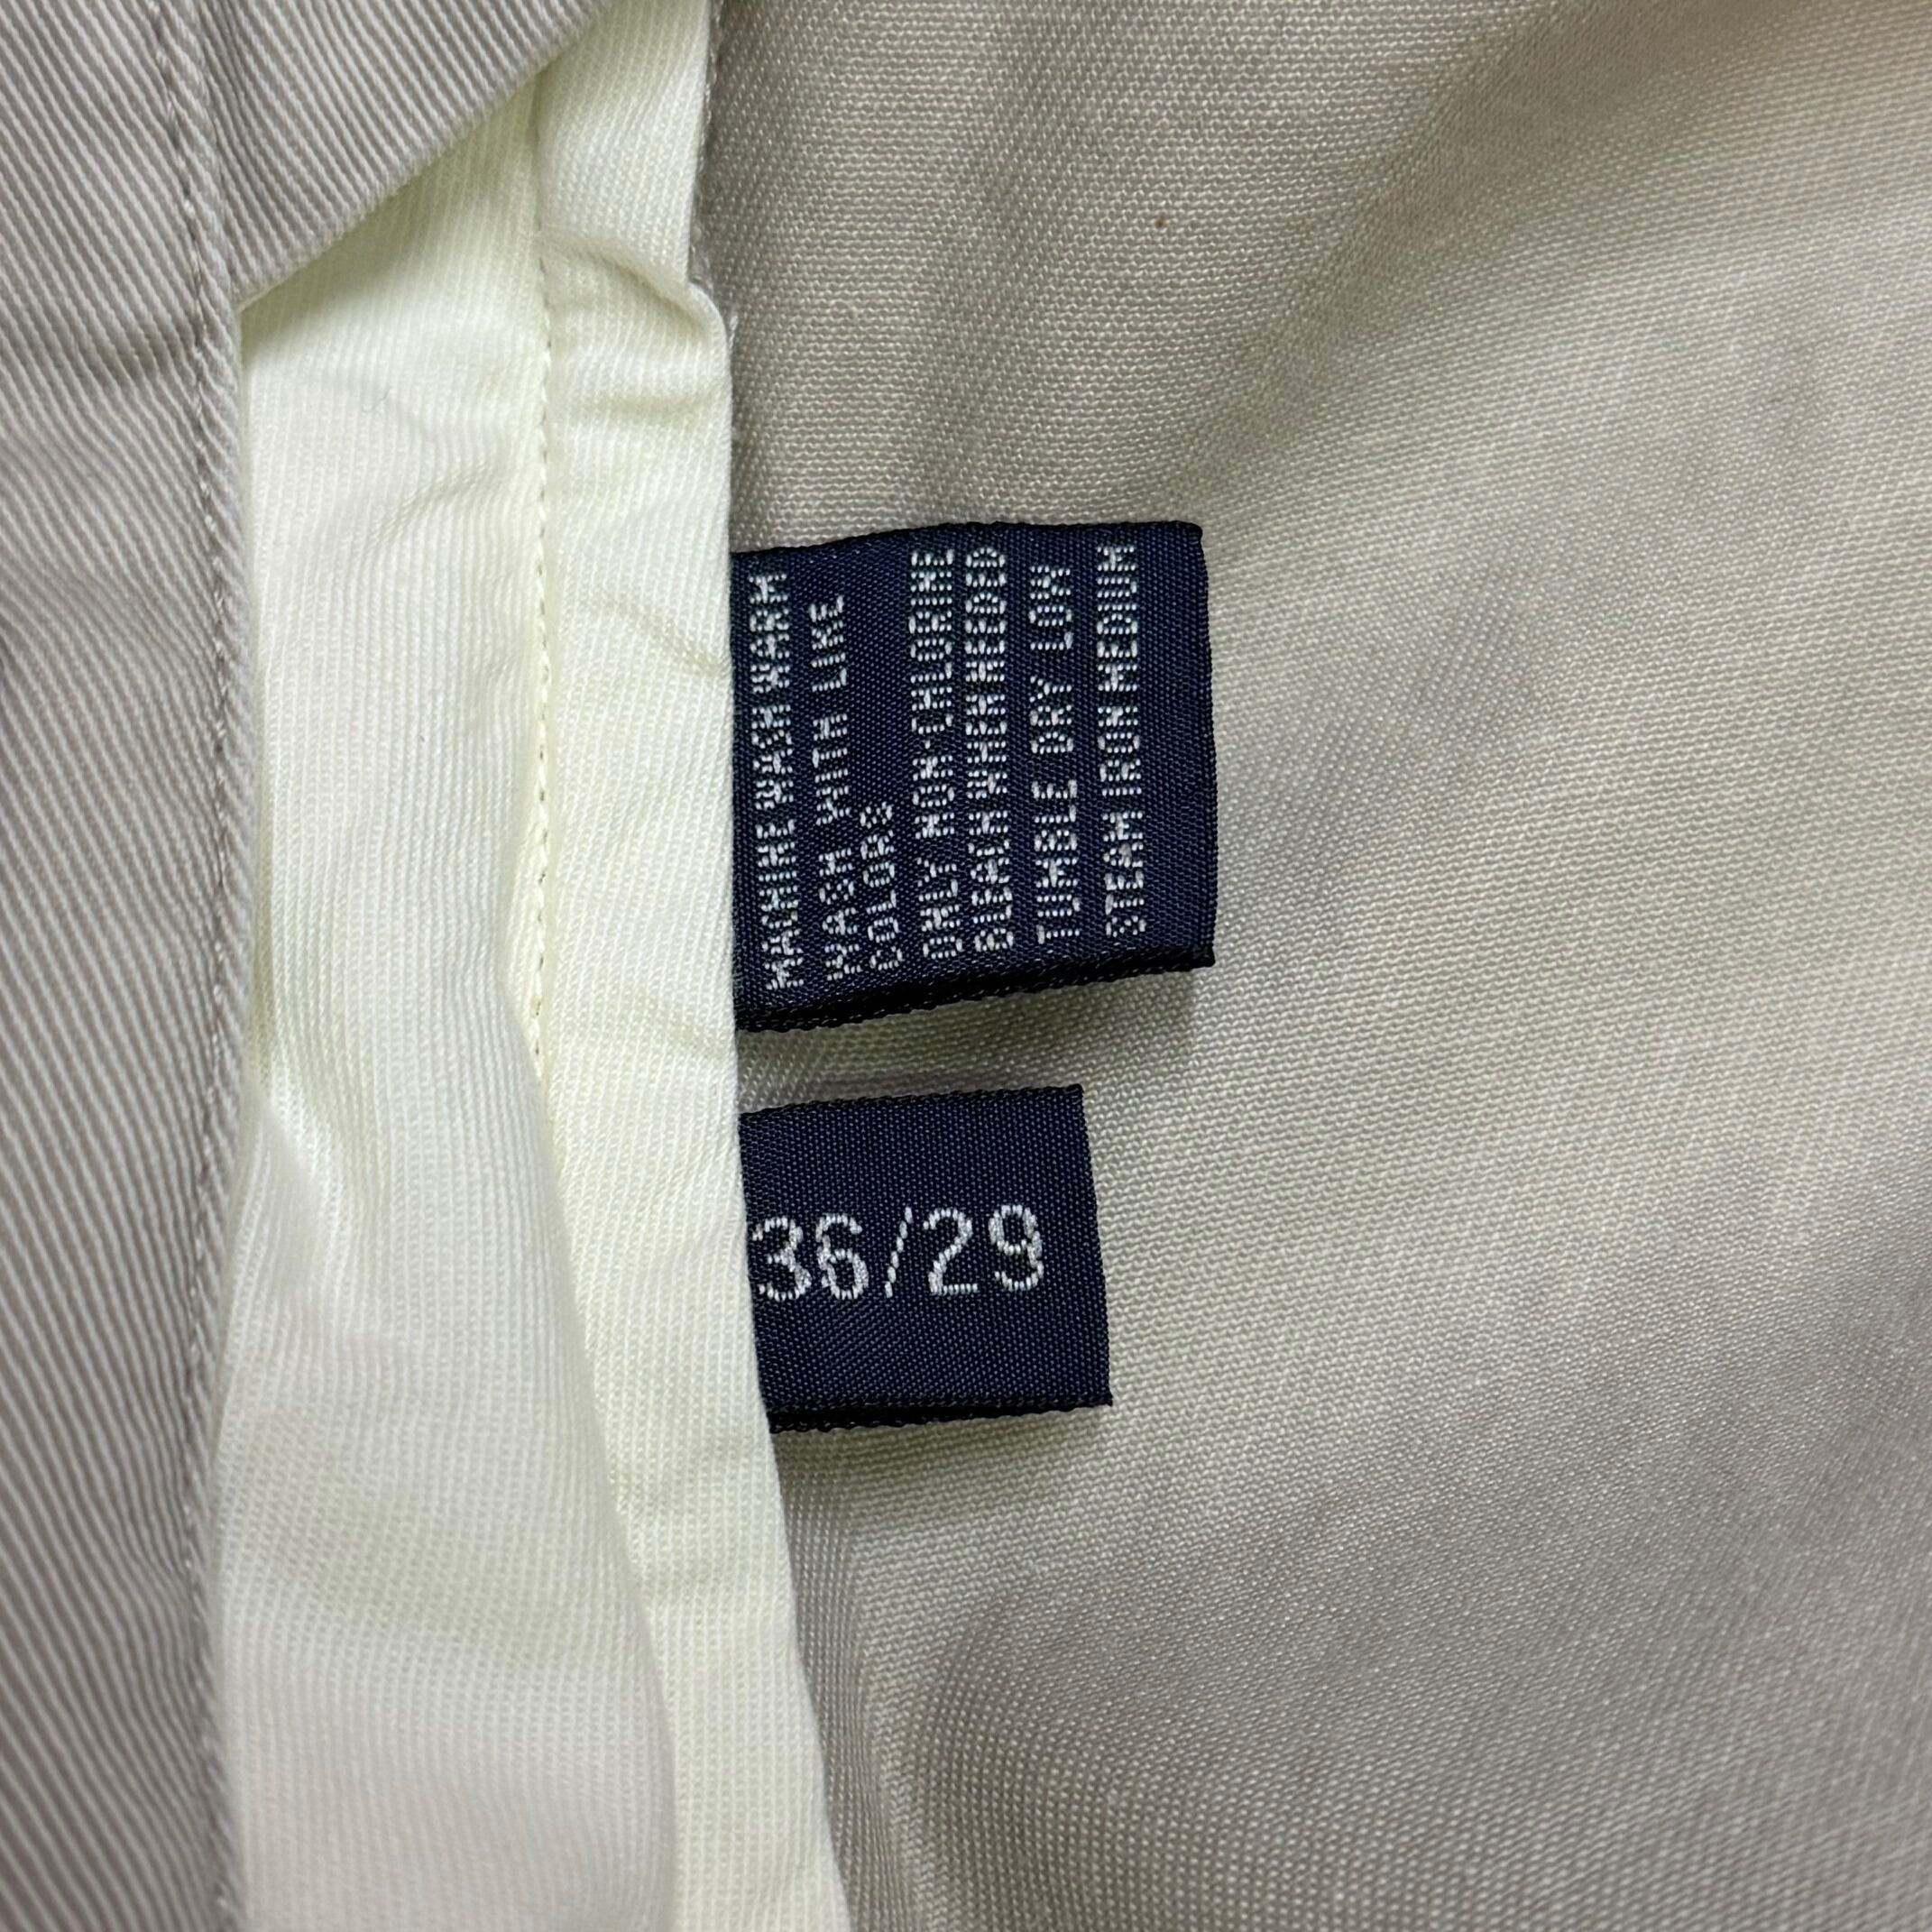 MACHINE WASH WARM
WASH WITH LIKE
COLORS
ONLY NON-CHLORINE
BLEACH WHEN NEEDED
TUMBLE DRY LOW
STEAM IRON MEDIUM
36/29